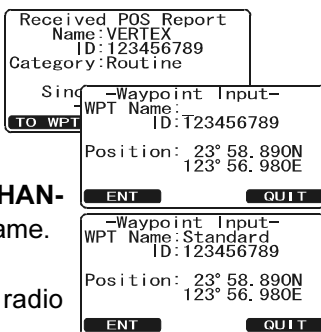 Received POS Report
Name:VERTEX
ID:123456789
Category:Routine
Sinc
TO WPT
-Waypoint Input-
WPT Name:_
ID:123456789
Position: 23°58.890N
123°56.980E
ENT QUIT
HAN-
ame.
radio
-Waypoint Input-
WPT Name:Standard
ID:123456789
Position: 23°58.890N
123°56.980E
ENT QUIT